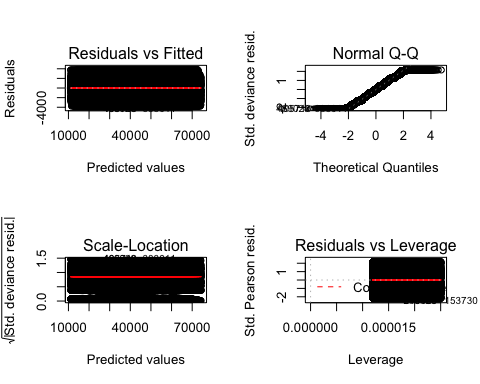 Residuals vs Fitted
Residuals
-4000
10000 40000 70000
Predicted values
Normal Q-Q
Std. deviance resid.
1
-4 -2 0 2 4
Theoretical Quantiles
Scale-Location
√|Std. deviance resid.|
0.0 1.5
10000 40000 70000
Predicted values
Residuals vs Leverage
Std. Pearson resid.
-2 1
Co
153730
0.000000 0.000015
Leverage